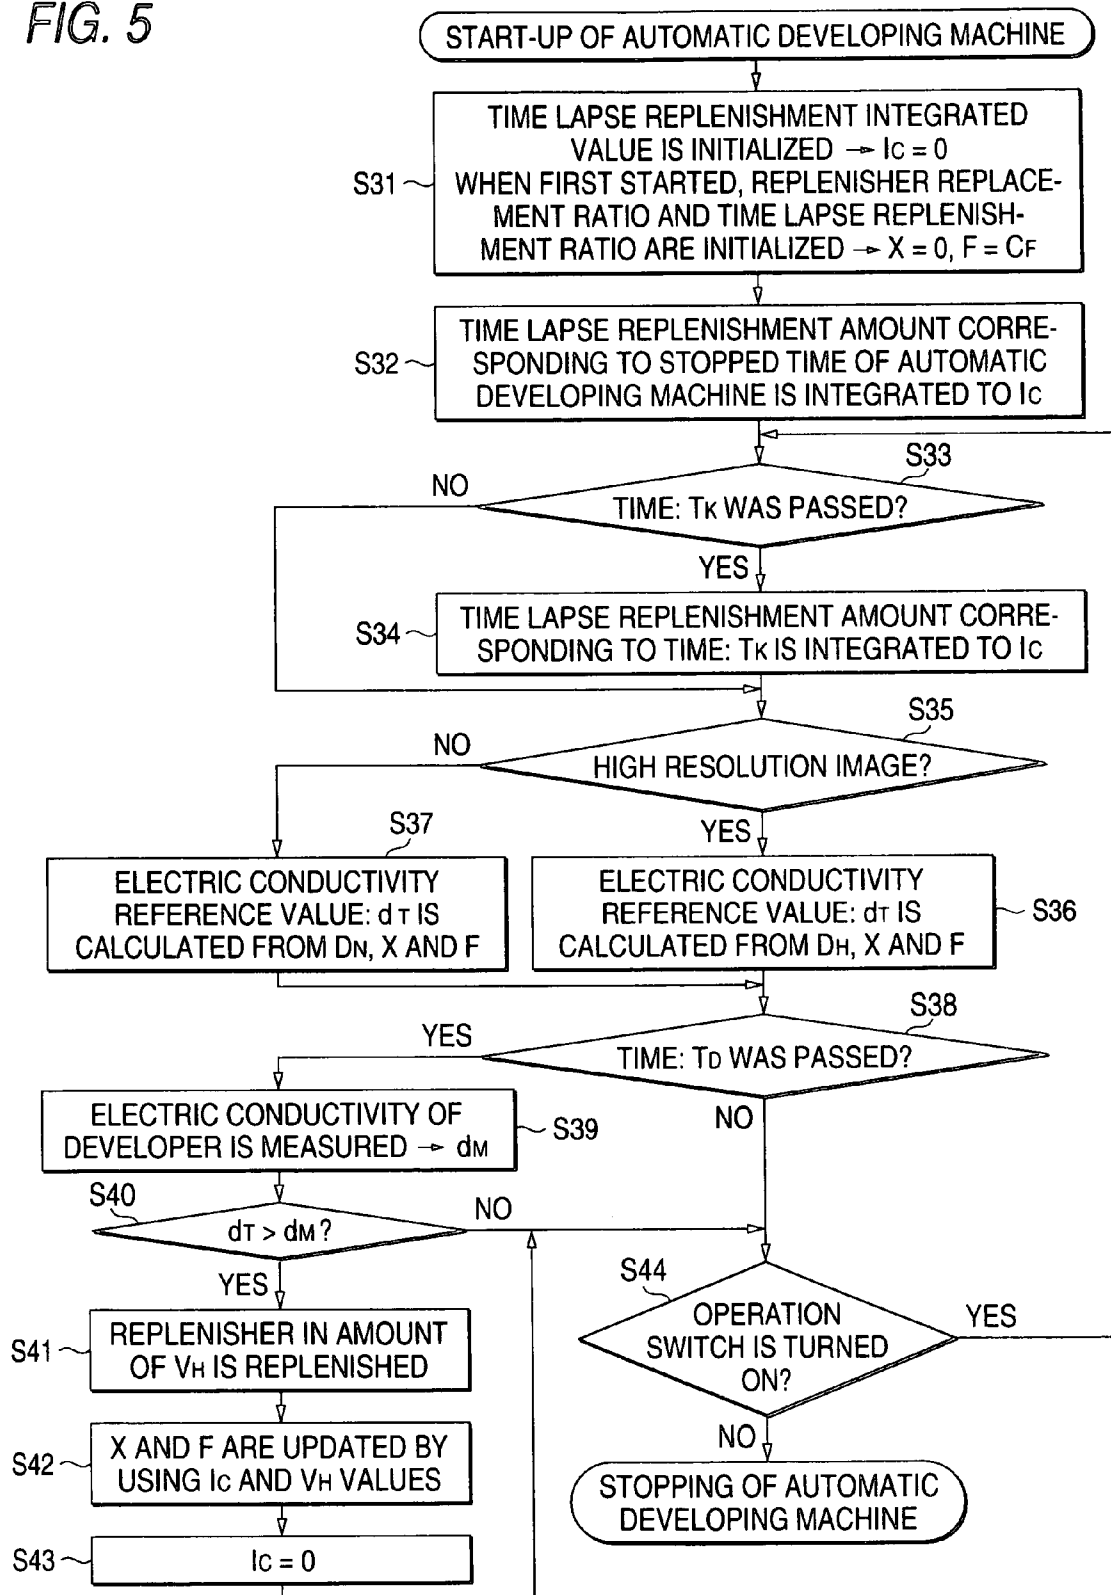 FIG. 5
START-UP OF AUTOMATIC DEVELOPING MACHINE
TIME LAPSE REPLENISHMENT INTEGRATED
VALUE IS INITIALIZED → IC = 0
S31
WHEN FIRST STARTED, REPLENISHER REPLACE-
MENT RATIO AND TIME LAPSE REPLENISH-
MENT RATIO ARE INITIALIZED → X = 0, F = CF
TIME LAPSE REPLENISHMENT AMOUNT CORRE-
S32
SPONDING TO STOPPED TIME OF AUTOMATIC
DEVELOPING MACHINE IS INTEGRATED TO IC
S33
NO
TIME: TK WAS PASSED?
YES
TIME LAPSE REPLENISHMENT AMOUNT CORRE-
S34
SPONDING TO TIME: TK IS INTEGRATED TO IC
S35
NO
HIGH RESOLUTION IMAGE?
YES
S37
ELECTRIC CONDUCTIVITY
REFERENCE VALUE: dT IS
CALCULATED FROM DN, X AND F
ELECTRIC CONDUCTIVITY
REFERENCE VALUE: dT IS
CALCULATED FROM DH, X AND F
S36
S38
YES
TIME: TD WAS PASSED?
NO
ELECTRIC CONDUCTIVITY OF
DEVELOPER IS MEASURED → dM
S39
S40
NO
dT > dM?
YES
S44
OPERATION
SWITCH IS TURNED
ON?
YES
S41
REPLENISHER IN AMOUNT
OF VH IS REPLENISHED
NO
S42
X AND F ARE UPDATED BY
USING IC AND VH VALUES
STOPPING OF AUTOMATIC
DEVELOPING MACHINE
S43
IC = 0